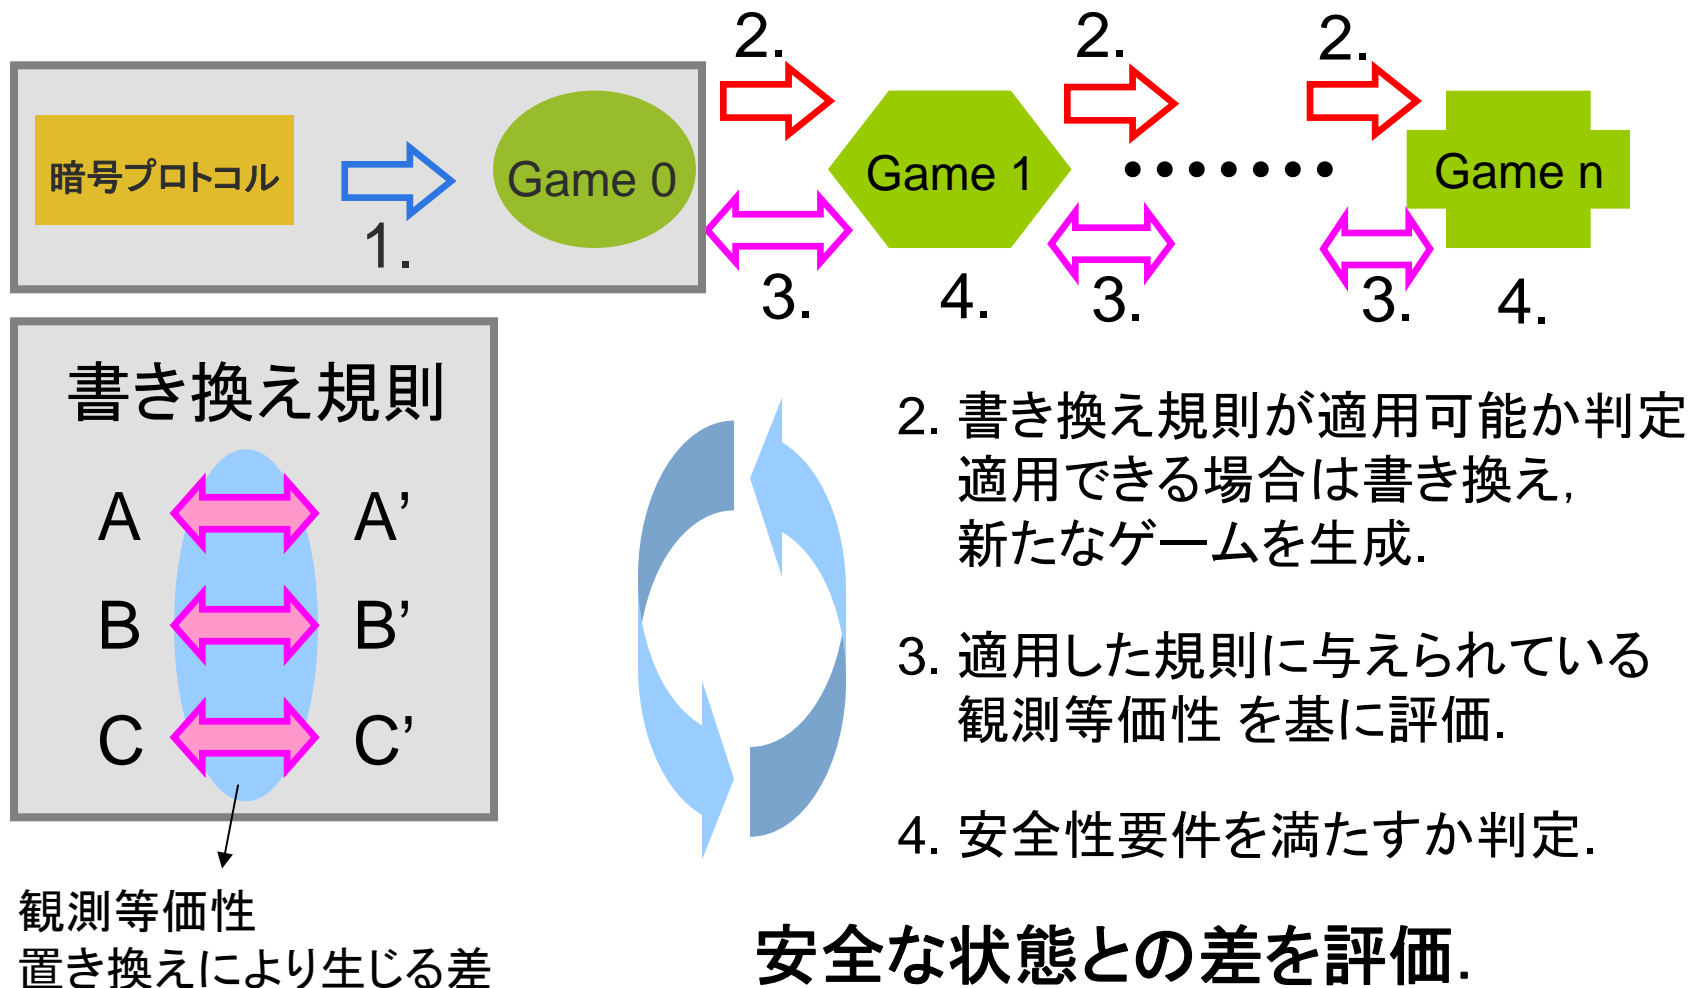 2.
2.
2.
暗号プロトコル
1.
Game 0
Game 1
Game n
3.
4.
3.
3.
4.
書き換え規則
A A’
B B’
C C’
観測等価性
置き換えにより生じる差
2. 書き換え規則が適用可能か判定
適用できる場合は書き換え,
新たなゲームを生成.
3. 適用した規則に与えられている
観測等価性 を基に評価.
4. 安全性要件を満たすか判定.
安全な状態との差を評価.